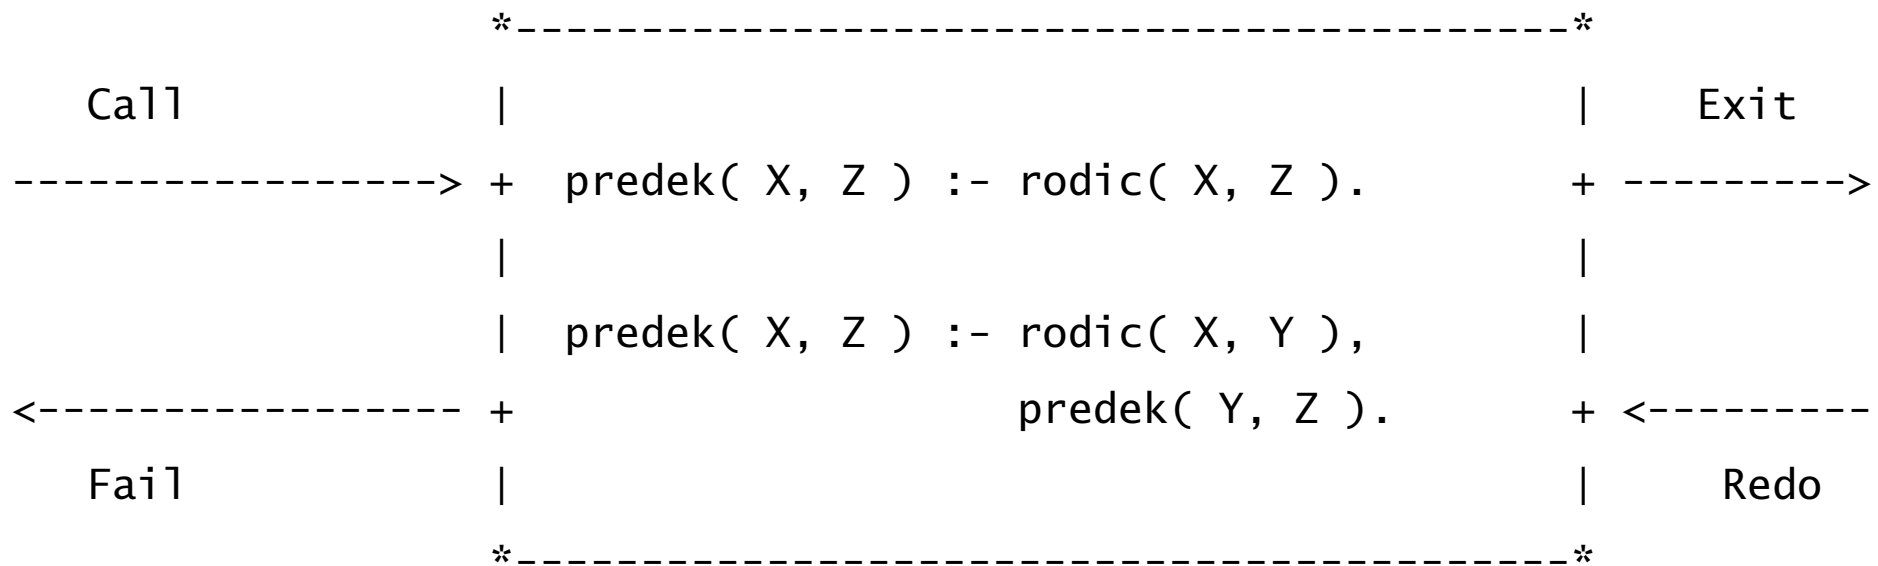 *------------------------------------------*
Call | | Exit
-----------------> + predek( X, Z ) :- rodic( X, Z ). + --------->
| |
| predek( X, Z ) :- rodic( X, Y ), |
<----------------- + predek( Y, Z ). + <---------
Fail | | Redo
*------------------------------------------*